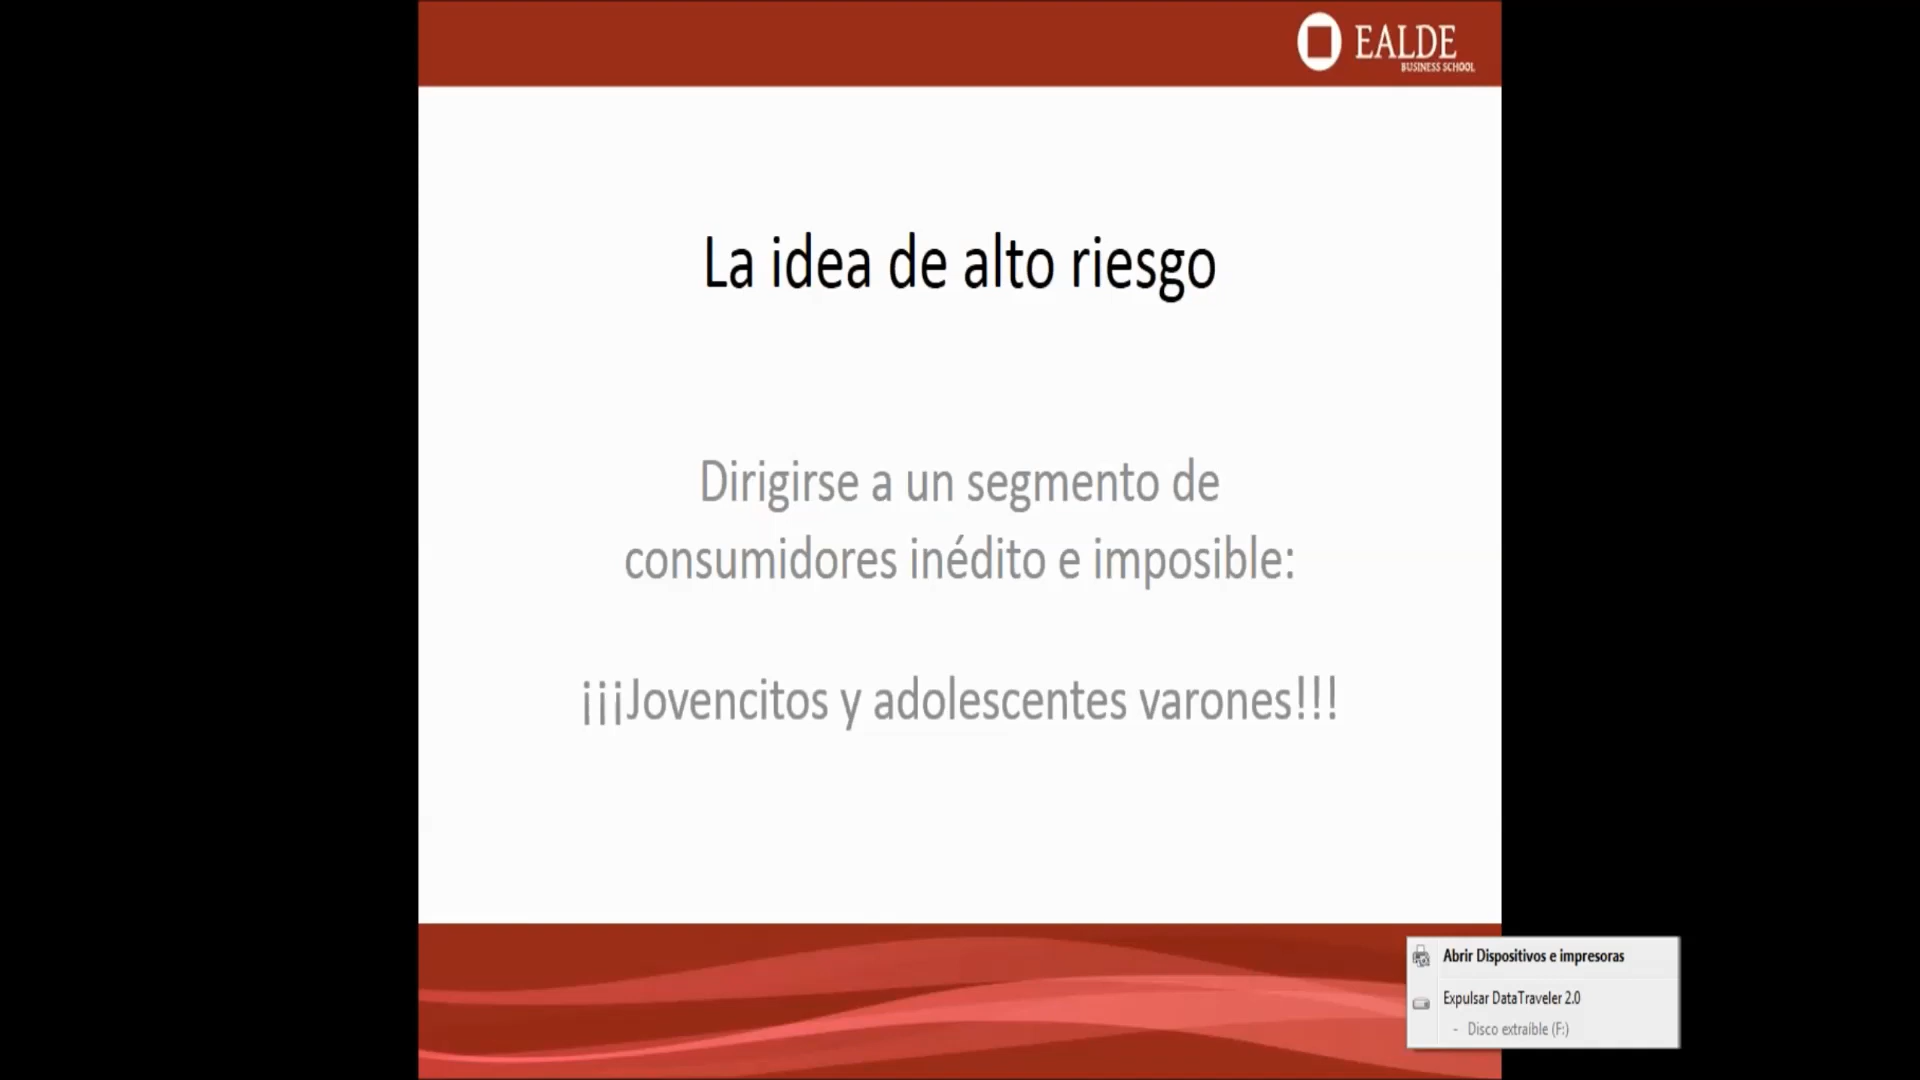 EALDE
BUSINESS SCHOOL
La idea de alto riesgo
Dirigirse a un segmento de
consumidores inédito e imposible:
¡¡¡Jovencitos y adolescentes varones!!!
Abrir Dispositivos e impresoras
Expulsar DataTraveler 2.0
- Disco extraíble (F:)